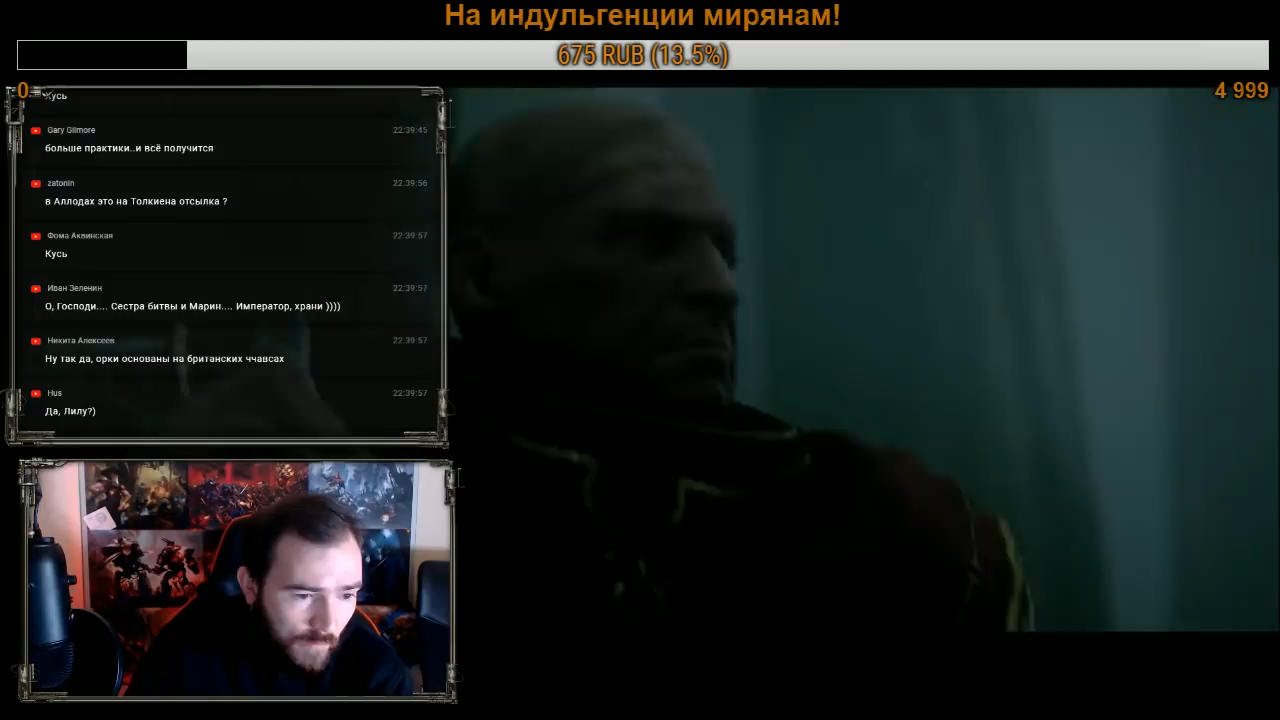 На индульгенции мирянам!
675 RUB (13.5%)
0
4 999
Кусь
Gary Gilmore 22:39:45
больше практики..и всё получится
zatonin 22:39:56
в Аллодах это на Толкиена отсылка ?
Фома Аквинская 22:39:57
Кусь
Иван Зеленин 22:39:57
О, Господи.... Сестра битвы и Марин.... Император, храни ))))
Никита Алексеев 22:39:57
Ну так да, орки основаны на британских ччавсах
Hus 22:39:57
Да, Лилу?)